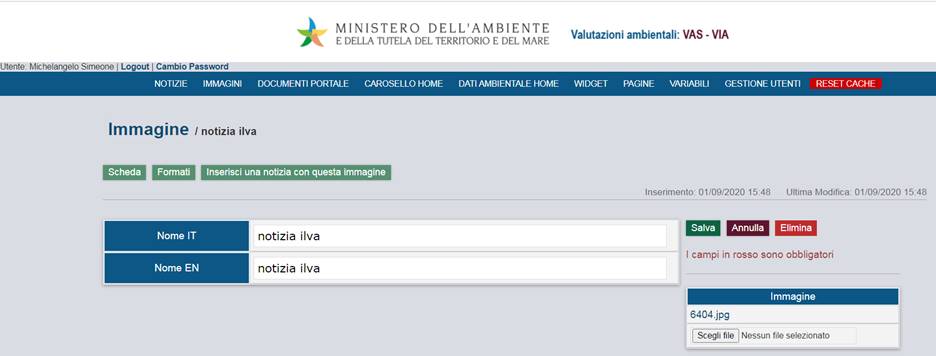 MINISTERO DELL'AMBIENTE
E DELLA TUTELA DEL TERRITORIO E DEL MARE
Valutazioni ambientali: VAS - VIA
Utente: Michelangelo Simeone | Logout | Cambio Password
NOTIZIE IMMAGINI DOCUMENTI PORTALE CAROSELLO HOME DATI AMBIENTALE HOME WIDGET PAGINE VARIABILI GESTIONE UTENTI RESET CACHE
Immagine / notizia ilva
Scheda Formati Inserisci una notizia con questa immagine
Inserimento: 01/09/2020 15:48 Ultima Modifica: 01/09/2020 15:48
Nome IT notizia ilva
Nome EN notizia ilva
Salva Annulla Elimina
I campi in rosso sono obbligatori
Immagine
6404.jpg
Scegli file Nessun file selezionato